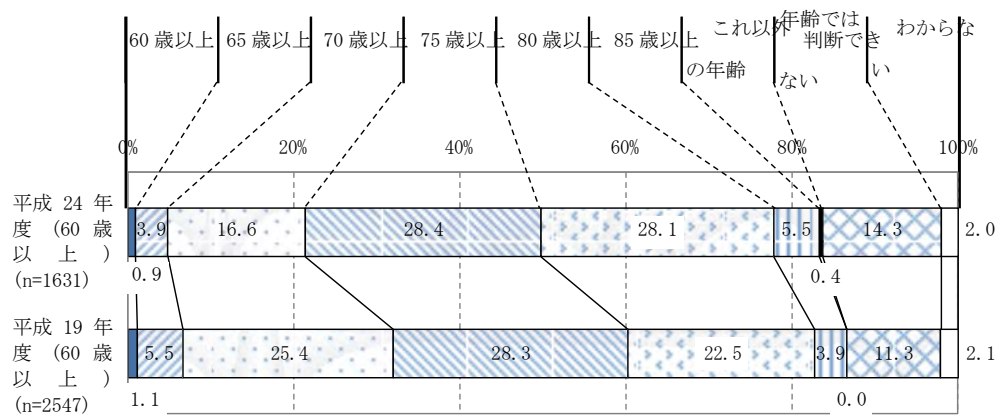 60 歳以上 65 歳以上 70 歳以上 75 歳以上 80 歳以上 85 歳以上 これ以外 年齢では わからな
の年齢 判断でき い
ない
0% 20% 40% 60% 80% 100%
平成 24 年
度 (60 歳
以 上 )
(n=1631)
3.9 16.6 28.4 28.1 5.5 14.3 2.0
0.9 0.4
平成 19 年
度 (60 歳
以 上 )
(n=2547)
5.5 25.4 28.3 22.5 3.9 11.3 2.1
1.1 0.0